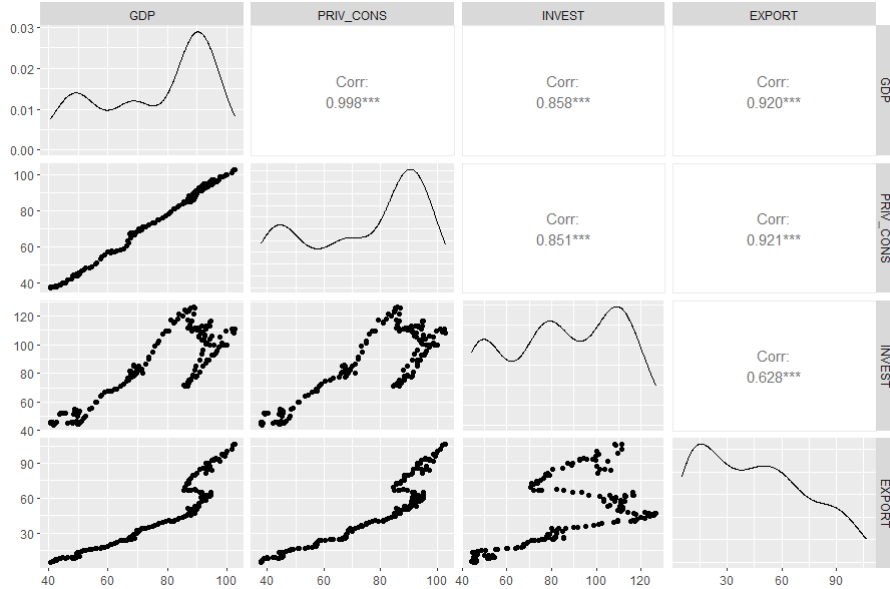 GDP PRIV_CONS INVEST EXPORT
0.03
0.02
0.01
0.00
Corr:
0.998***
Corr:
0.858***
Corr:
0.920***
GDP
100
80
60
40
Corr:
0.851***
Corr:
0.921***
PRIV_CONS
120
100
80
60
40
Corr:
0.628***
INVEST
90
60
30
EXPORT
40 60 80 100 40 60 80 100 40 60 80 100 120 30 60 90